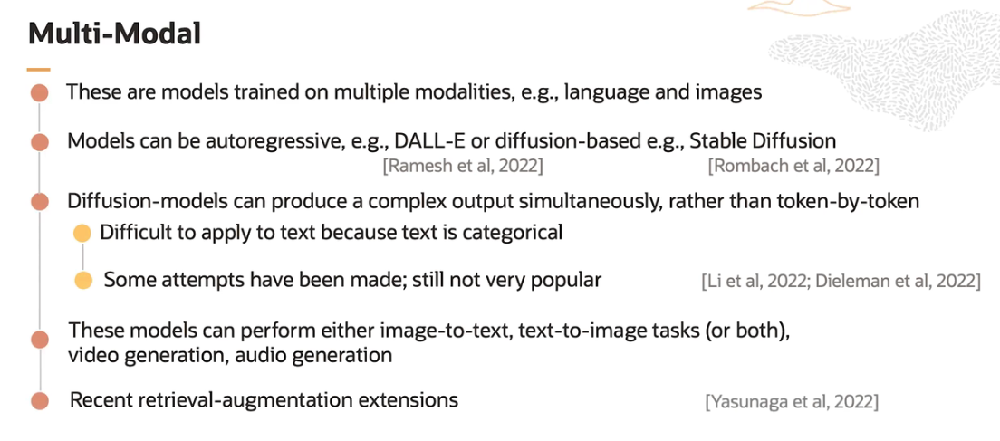 Multi-Modal
These are models trained on multiple modalities, e.g., language and images
Models can be autoregressive, e.g., DALL-E or diffusion-based e.g., Stable Diffusion
[Ramesh et al, 2022] [Rombach et al, 2022]
Diffusion-models can produce a complex output simultaneously, rather than token-by-token
Difficult to apply to text because text is categorical
Some attempts have been made; still not very popular [Li et al, 2022; Dieleman et al, 2022]
These models can perform either image-to-text, text-to-image tasks (or both),
video generation, audio generation
Recent retrieval-augmentation extensions [Yasunaga et al, 2022]